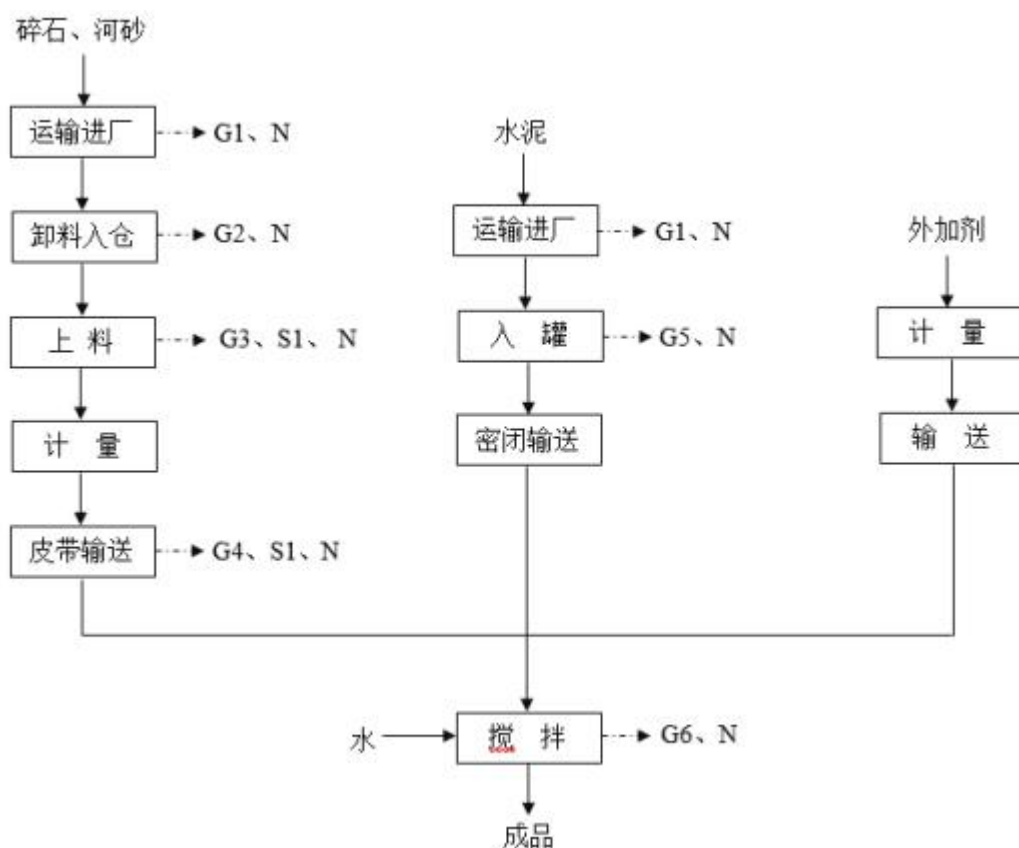 碎石、河砂
运输进厂
G1、N
卸料入仓
G2、N
上 料
G3、S1、 N
计 量
皮带输送
G4、S1、N
水泥
运输进厂
G1、N
入 罐
G5、N
密闭输送
外加剂
计 量
输 送
水
搅 拌
G6、N
成品